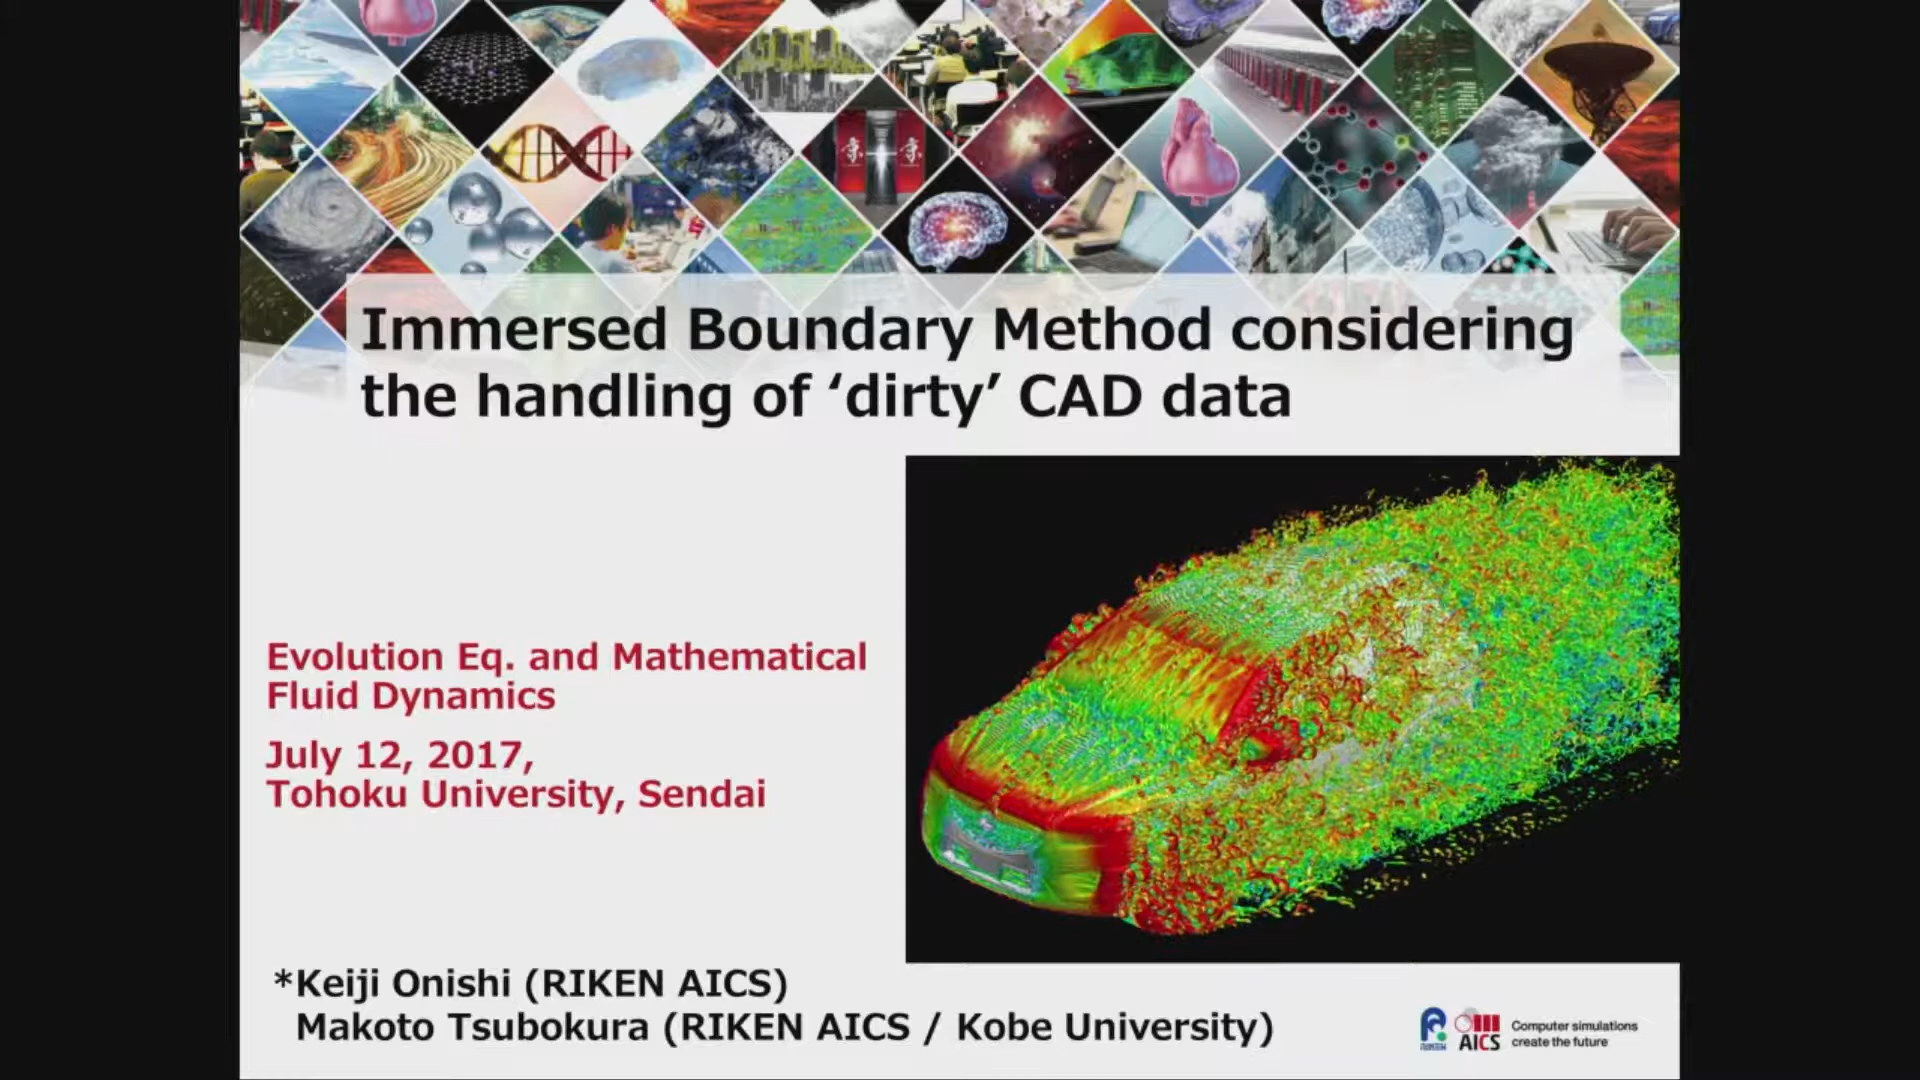 Immersed Boundary Method considering
the handling of ‘dirty’ CAD data
Evolution Eq. and Mathematical
Fluid Dynamics
July 12, 2017,
Tohoku University, Sendai
*Keiji Onishi (RIKEN AICS)
Makoto Tsubokura (RIKEN AICS / Kobe University)
RIKEN
AICS
Computer simulations
create the future